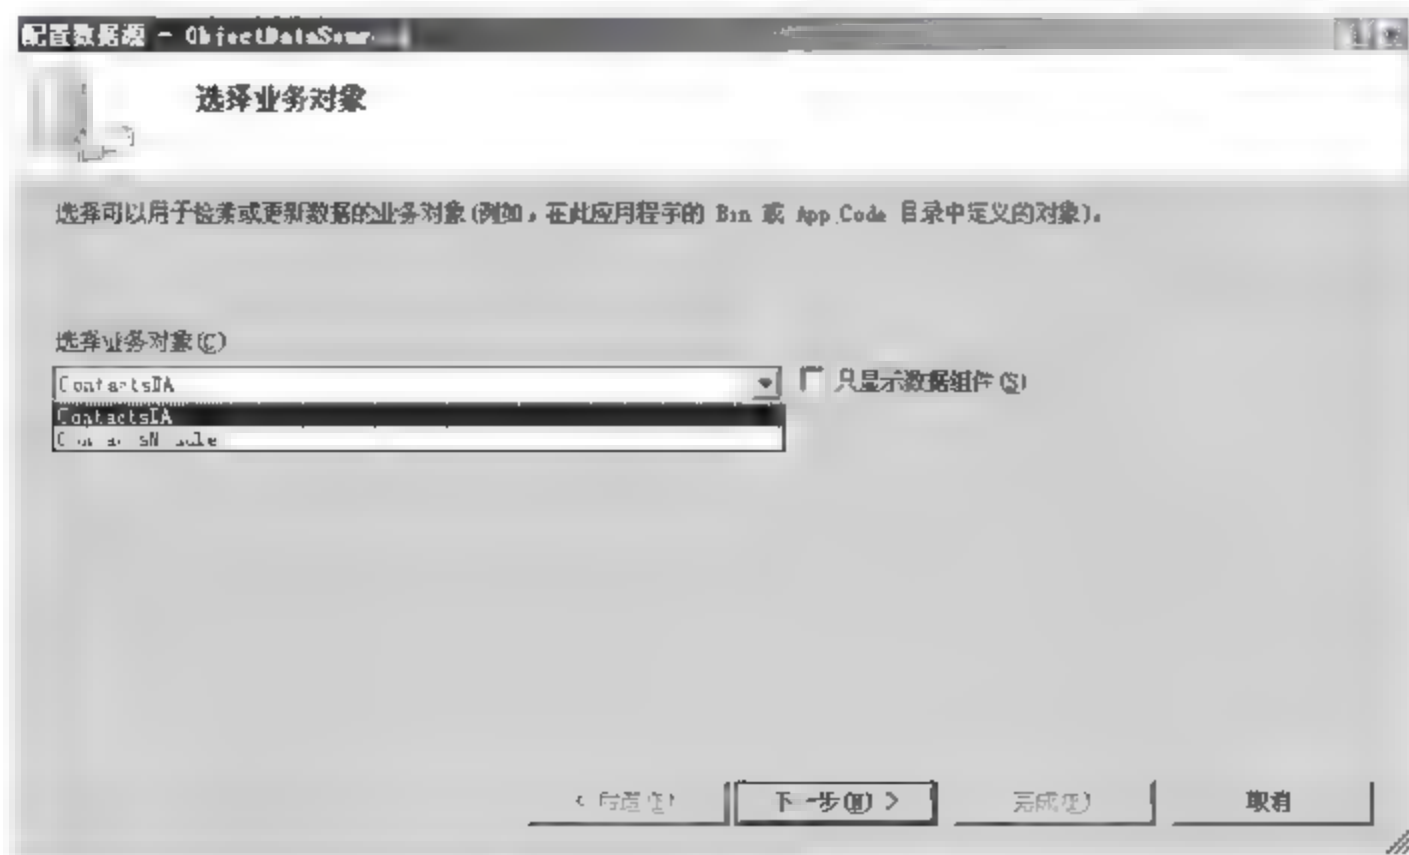 配置数据源 - ObjectDataSour
选择业务对象
选择可以用于检索或更新数据的业务对象(例如,在此应用程序的 Bin 或 App_Code 目录中定义的对象)。
选择业务对象(C)
ContactsDA
只显示数据组件(S)
ContactsDA
下一步(N) >
完成(F)
取消